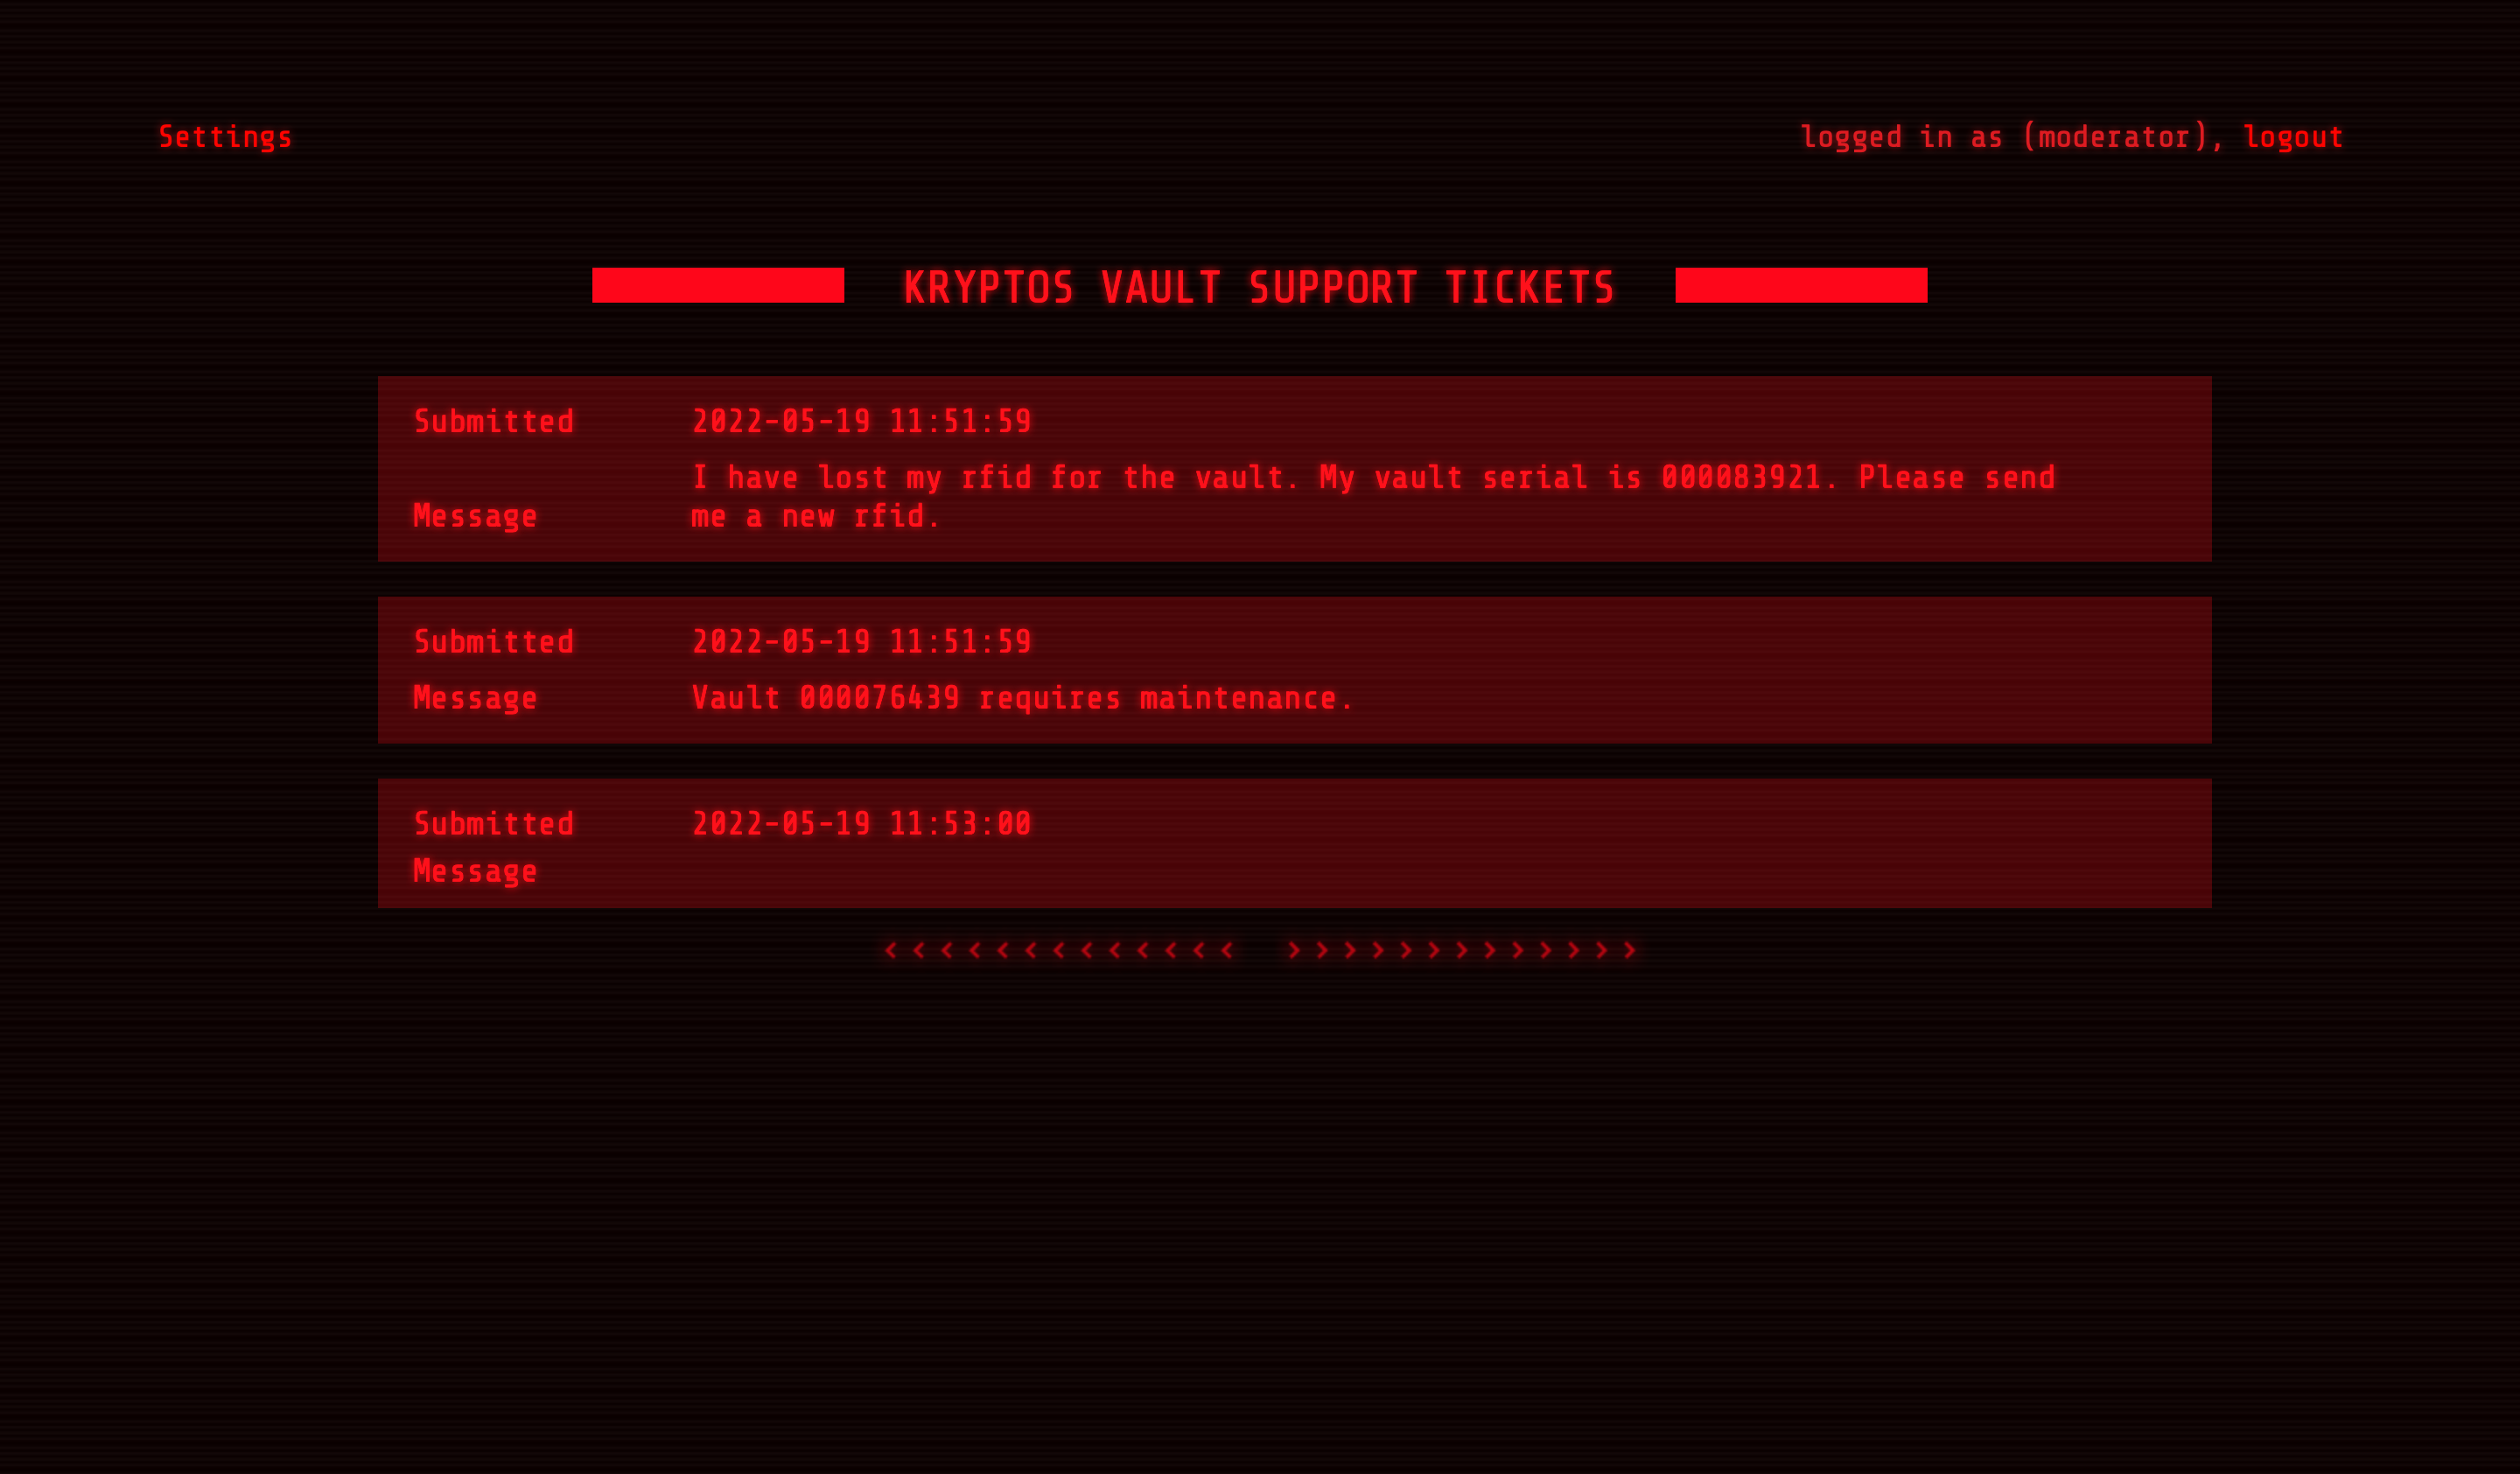 Settings
logged in as (moderator), logout
KRYPTOS VAULT SUPPORT TICKETS
Submitted 2022-05-19 11:51:59
I have lost my rfid for the vault. My vault serial is 000083921. Please send
Message me a new rfid.
Submitted 2022-05-19 11:51:59
Message Vault 000076439 requires maintenance.
Submitted 2022-05-19 11:53:00
Message
<<<<<<<<<<<<< >>>>>>>>>>>>>